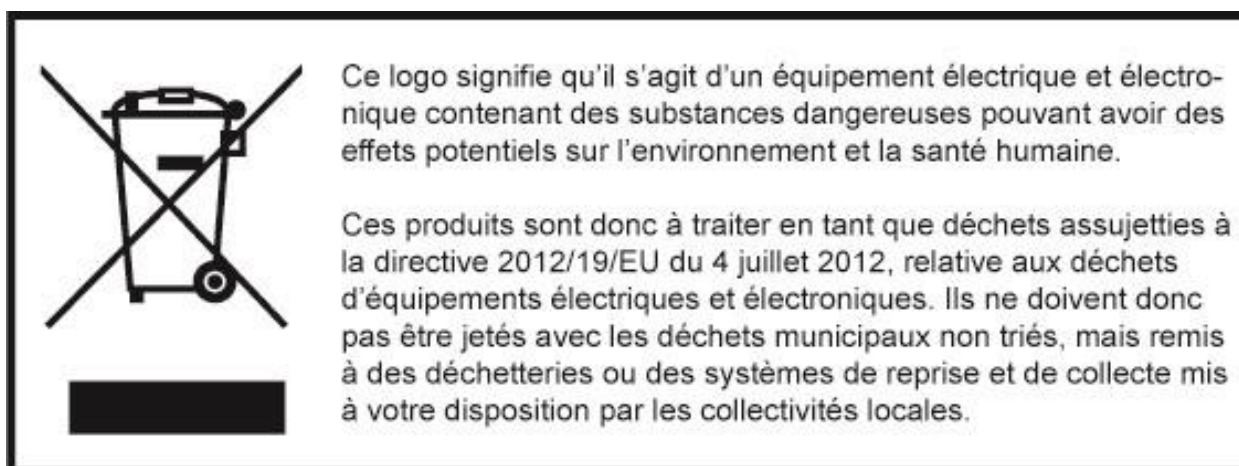 Ce logo signifie qu'il s'agit d'un équipement électrique et électro-
nique contenant des substances dangereuses pouvant avoir des
effets potentiels sur l'environnement et la santé humaine.
Ces produits sont donc à traiter en tant que déchets assujetties à
la directive 2012/19/EU du 4 juillet 2012, relative aux déchets
d'équipements électriques et électroniques. Ils ne doivent donc
pas être jetés avec les déchets municipaux non triés, mais remis
à des déchetteries ou des systèmes de reprise et de collecte mis
à votre disposition par les collectivités locales.